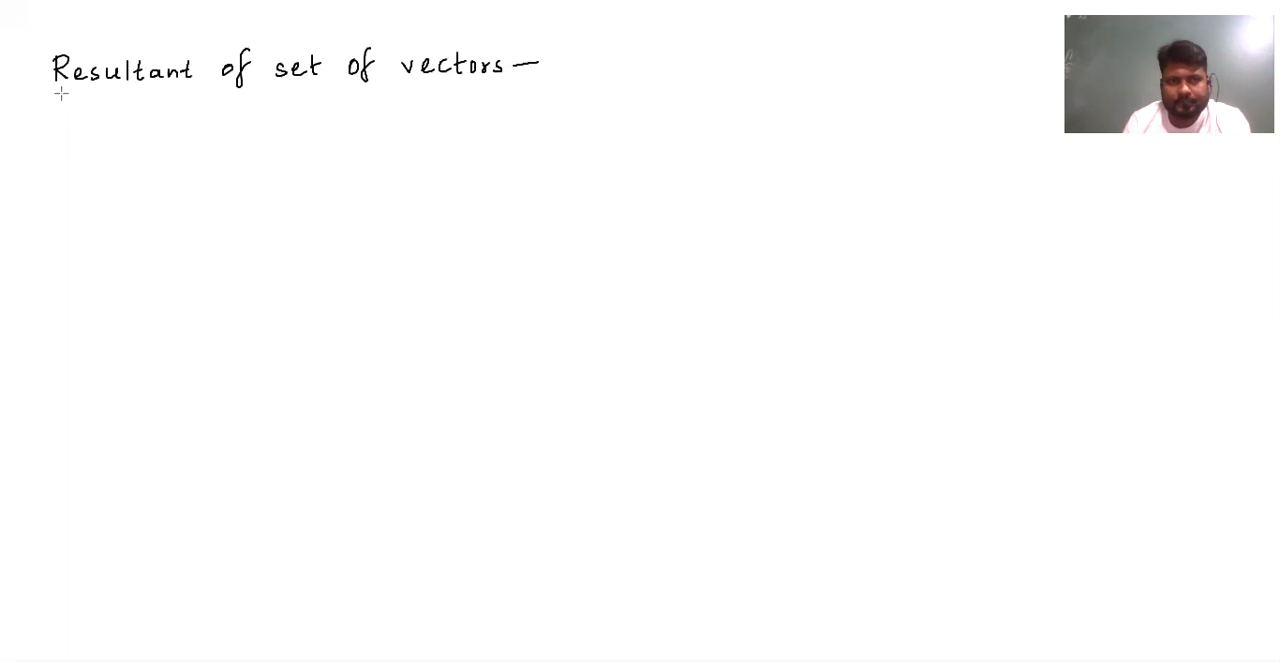 Resultant of set of vectors —